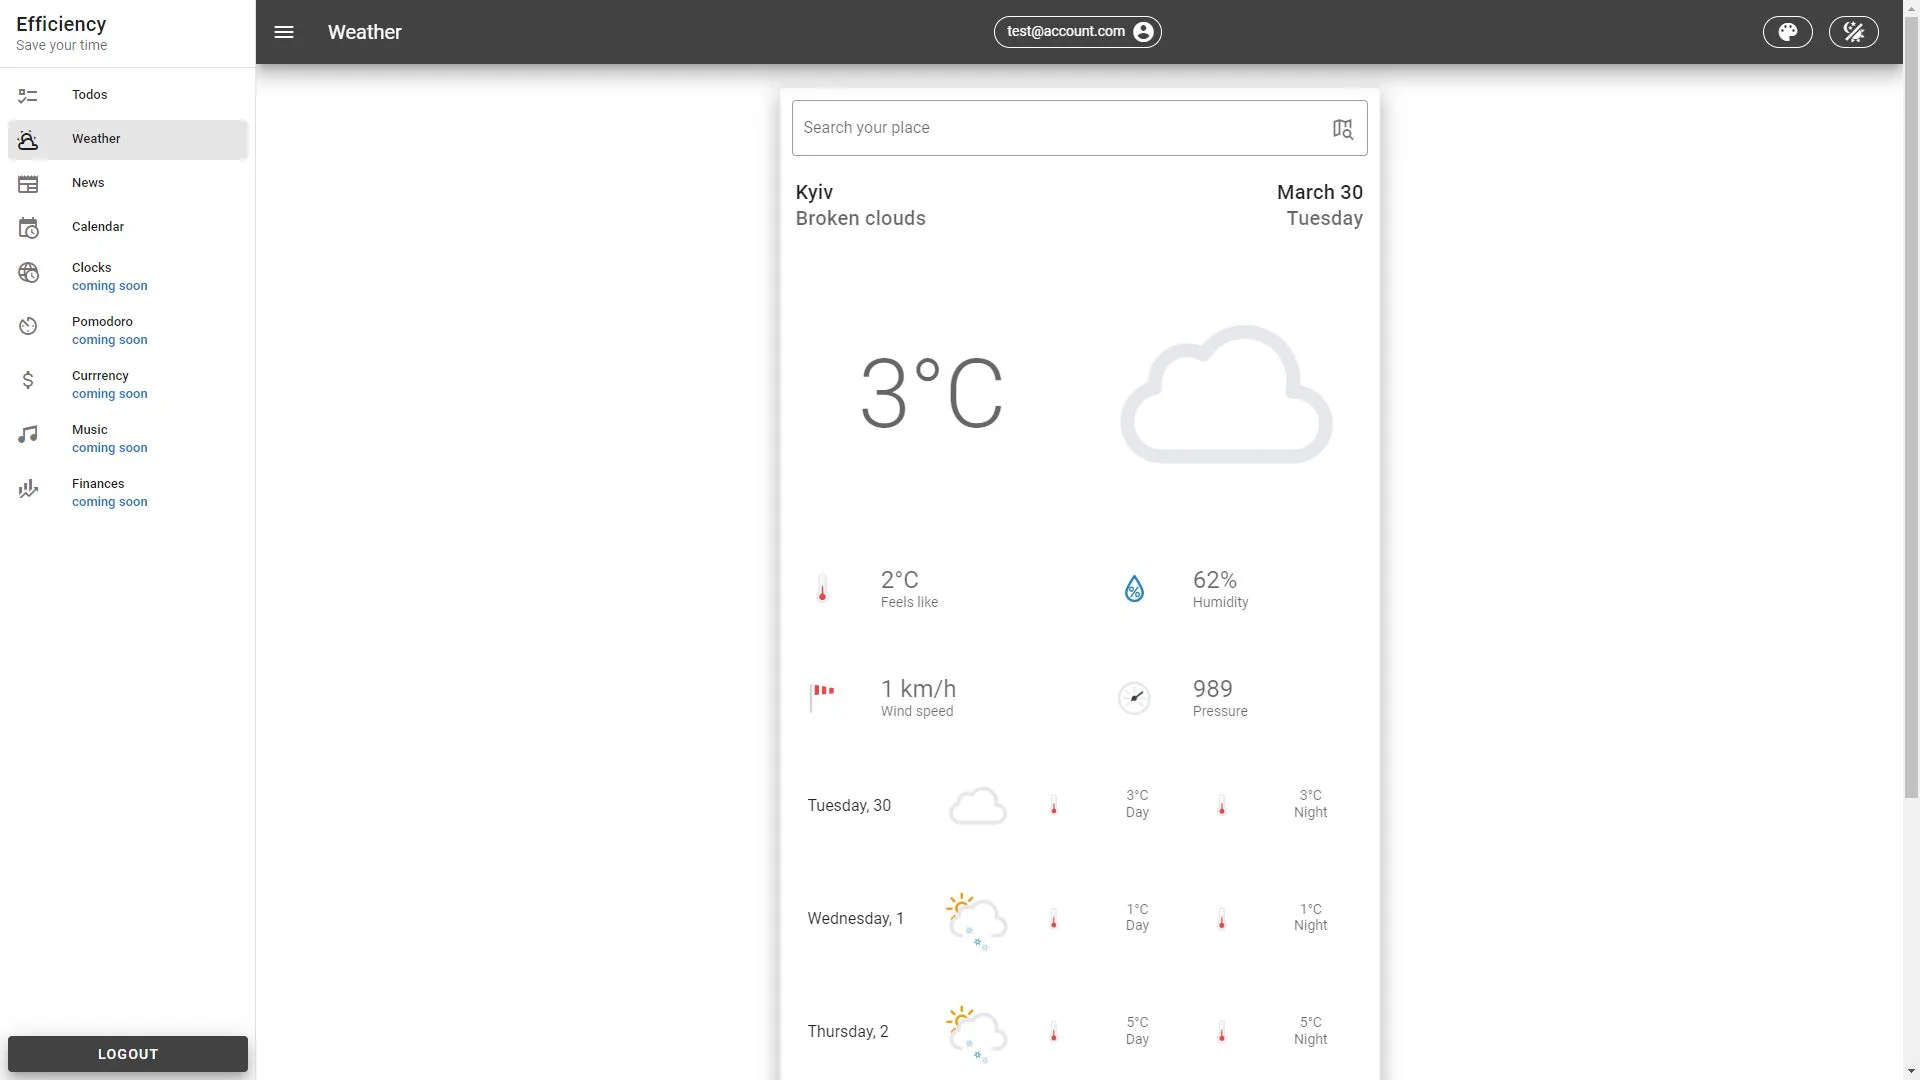 Efficiency
Save your time
Todos
Weather
News
Calendar
Clocks
coming soon
Pomodoro
coming soon
Currrency
coming soon
Music
coming soon
Finances
coming soon
LOGOUT
Weather
test@account.com
Search your place
Kyiv
March 30
Broken clouds
Tuesday
3°C
2°C
Feels like
62%
Humidity
1 km/h
Wind speed
989
Pressure
Tuesday, 30
3°C
Day
3°C
Night
Wednesday, 1
1°C
Day
1°C
Night
Thursday, 2
5°C
Day
5°C
Night